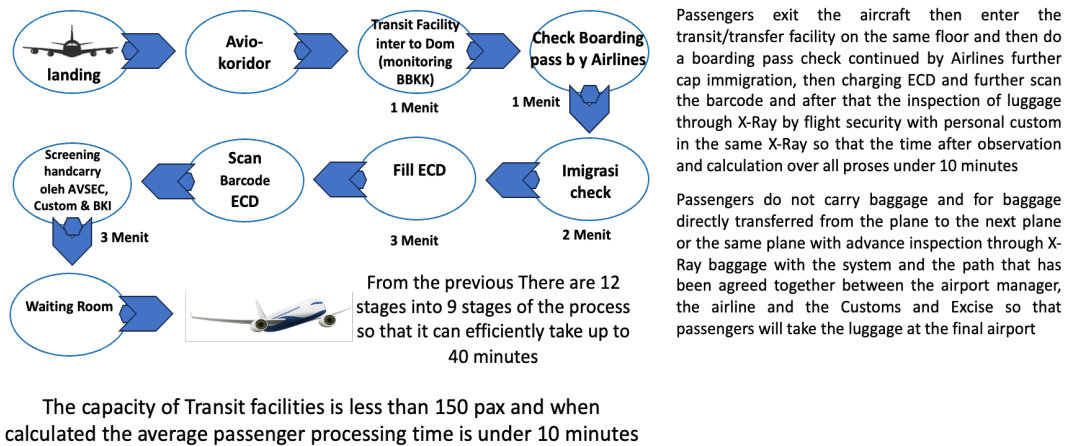 landing
Avio-
koridor
Transit Facility
inter to Dom
(monitoring
BBKK)
1 Menit
Check Boarding
pass b y Airlines
1 Menit
Imigrasi
check
2 Menit
Fill ECD
3 Menit
Scan
Barcode
ECD
Screening
handcarry
oleh AVSEC,
Custom & BKI
3 Menit
Waiting Room
From the previous There are 12
stages into 9 stages of the process
so that it can efficiently take up to
40 minutes
The capacity of Transit facilities is less than 150 pax and when
calculated the average passenger processing time is under 10 minutes
Passengers exit the aircraft then enter the
transit/transfer facility on the same floor and then do
a boarding pass check continued by Airlines further
cap immigration, then charging ECD and further scan
the barcode and after that the inspection of luggage
through X-Ray by flight security with personal custom
in the same X-Ray so that the time after observation
and calculation over all proses under 10 minutes
Passengers do not carry baggage and for baggage
directly transferred from the plane to the next plane
or the same plane with advance inspection through X-
Ray baggage with the system and the path that has
been agreed together between the airport manager,
the airline and the Customs and Excise so that
passengers will take the luggage at the final airport